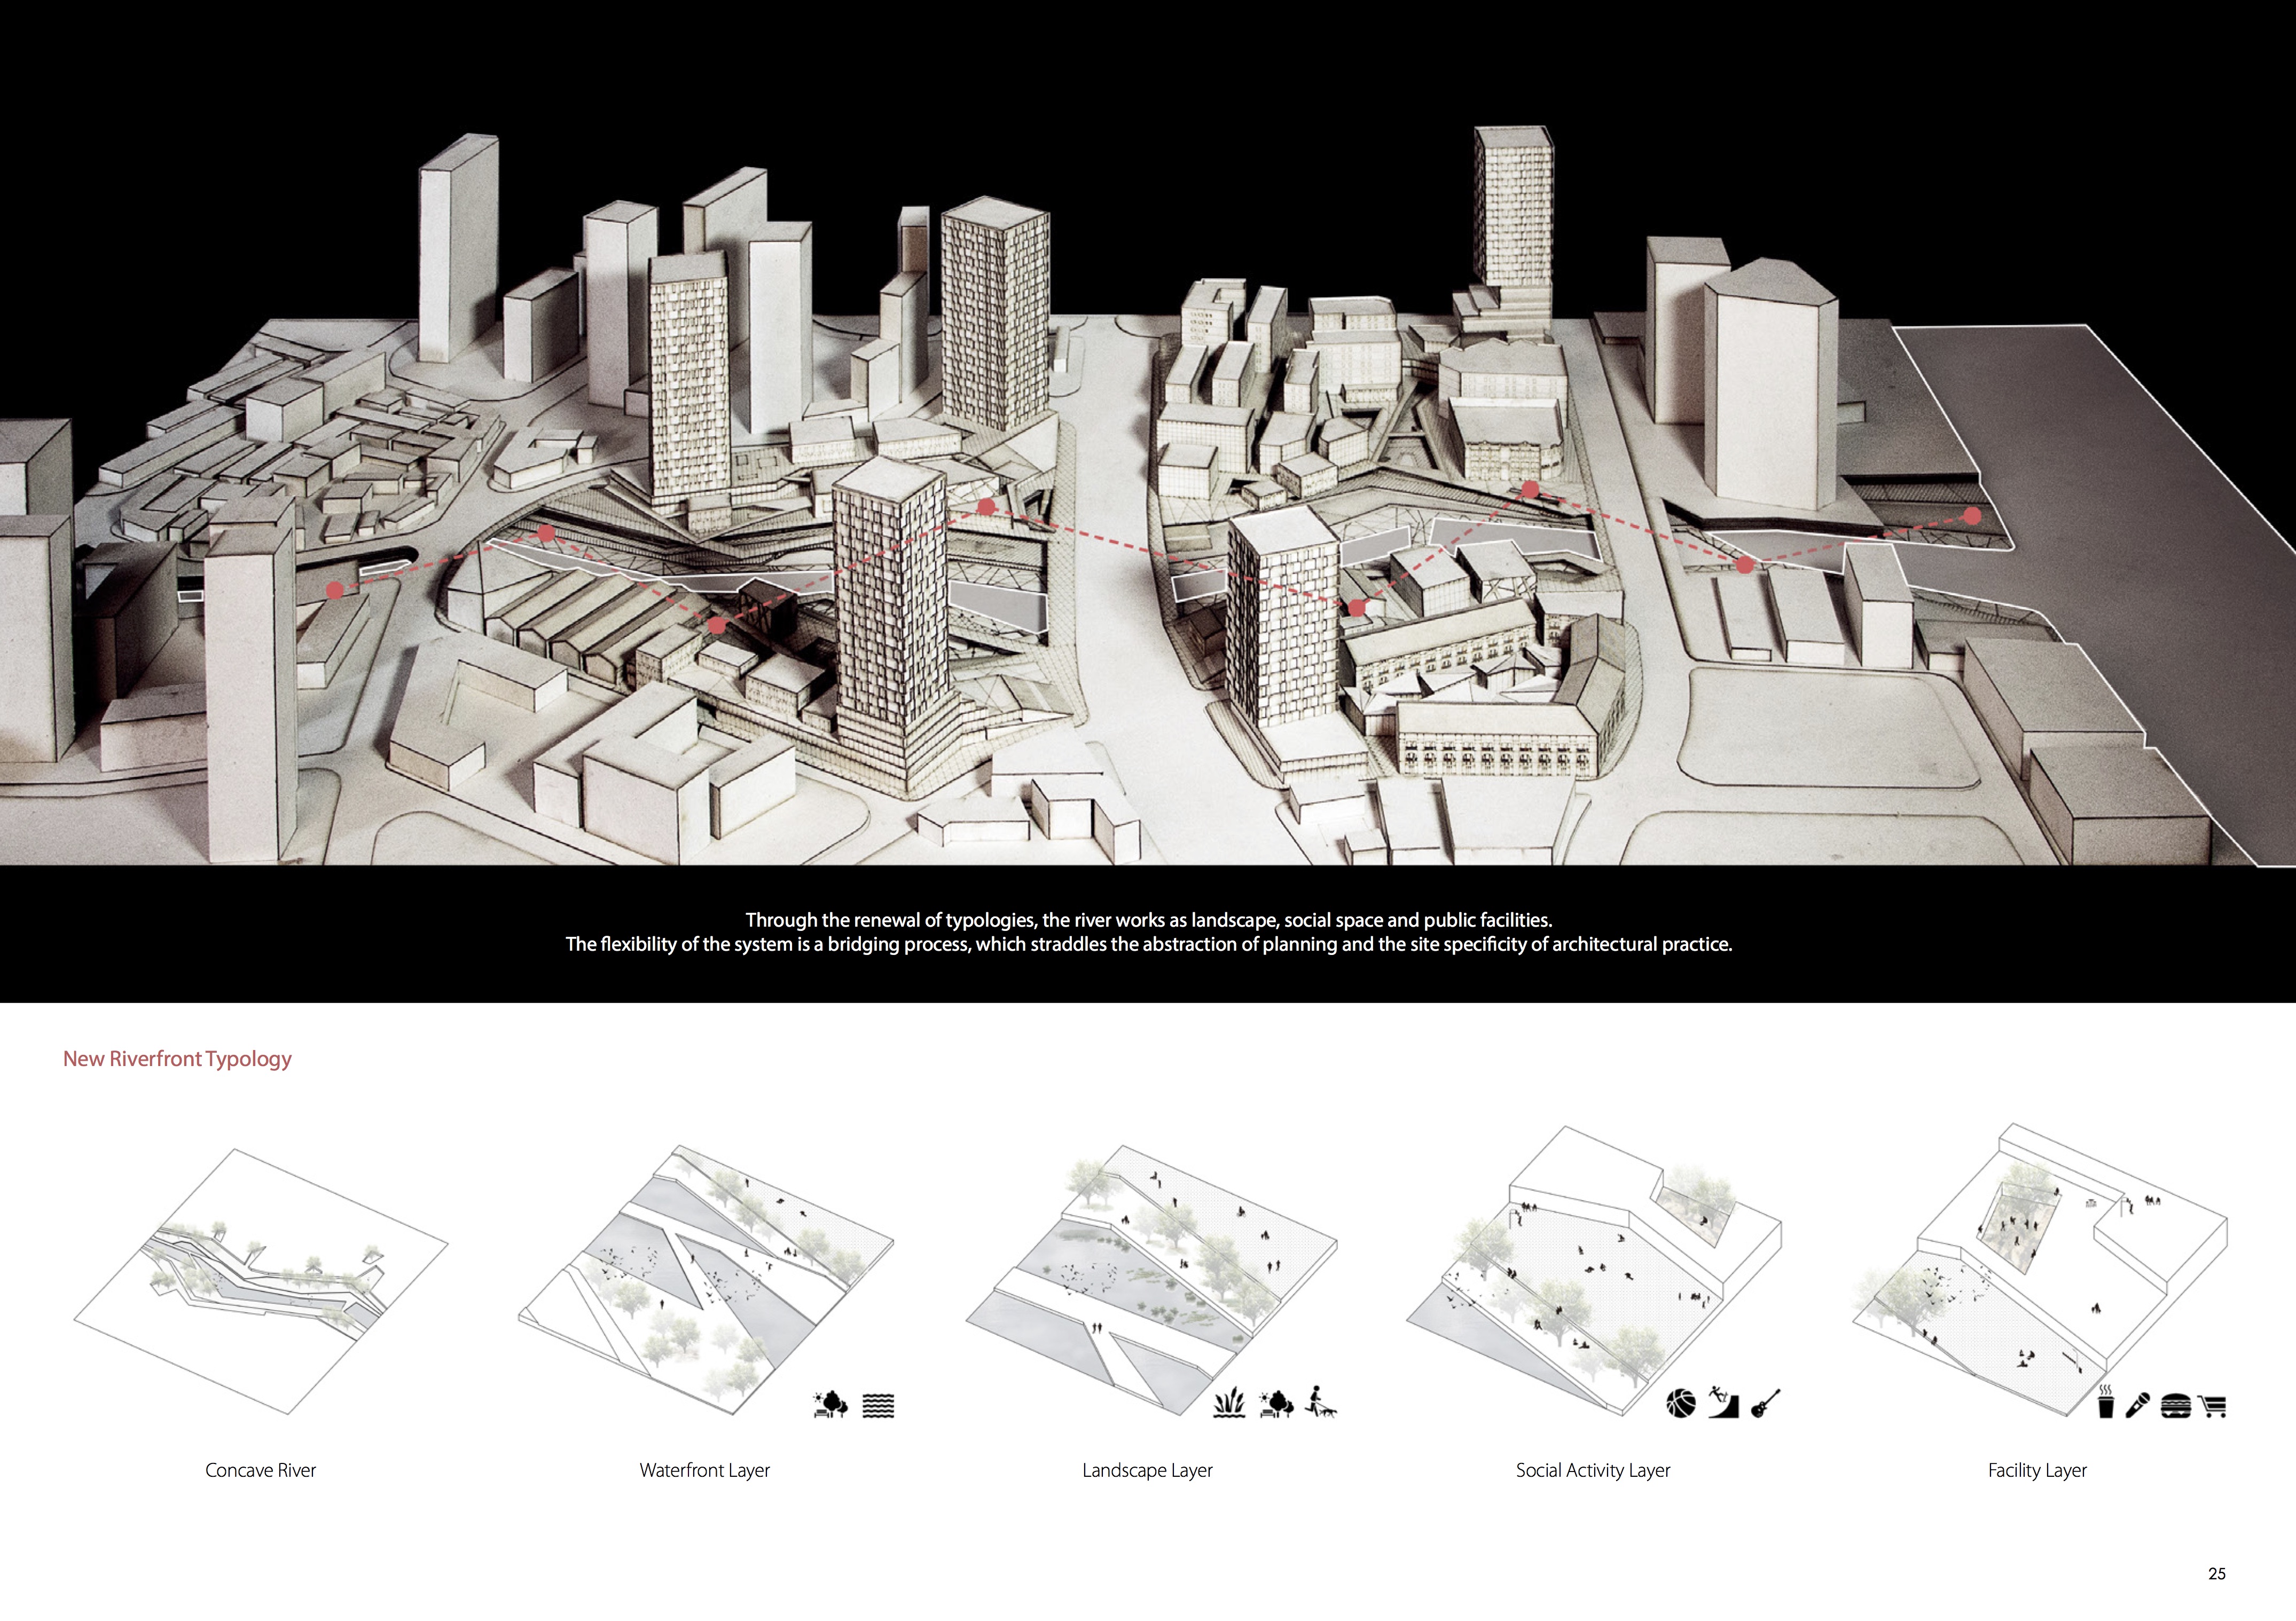 Through the renewal of typologies, the river works as landscape, social space and public facilities.
The flexibility of the system is a bridging process, which straddles the abstraction of planning and the site specificity of architectural practice.
New Riverfront Typology
Concave River
Waterfront Layer
Landscape Layer
Social Activity Layer
Facility Layer
25